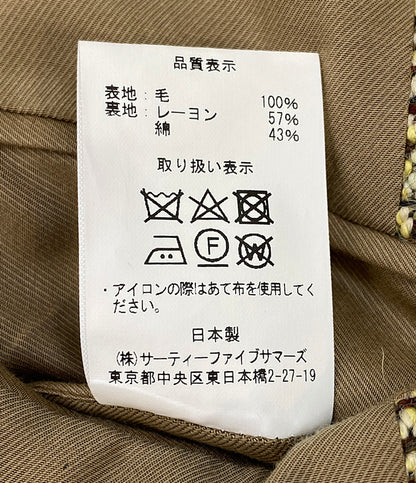 品質表示
表地：毛 100%
裏地：レーヨン 57%
綿 43%
取り扱い表示
F
W
・アイロンの際はあて布を使用してく
ださい。
日本製
(株)サーティーファイブサマーズ
東京都中央区東日本橋2-27-19